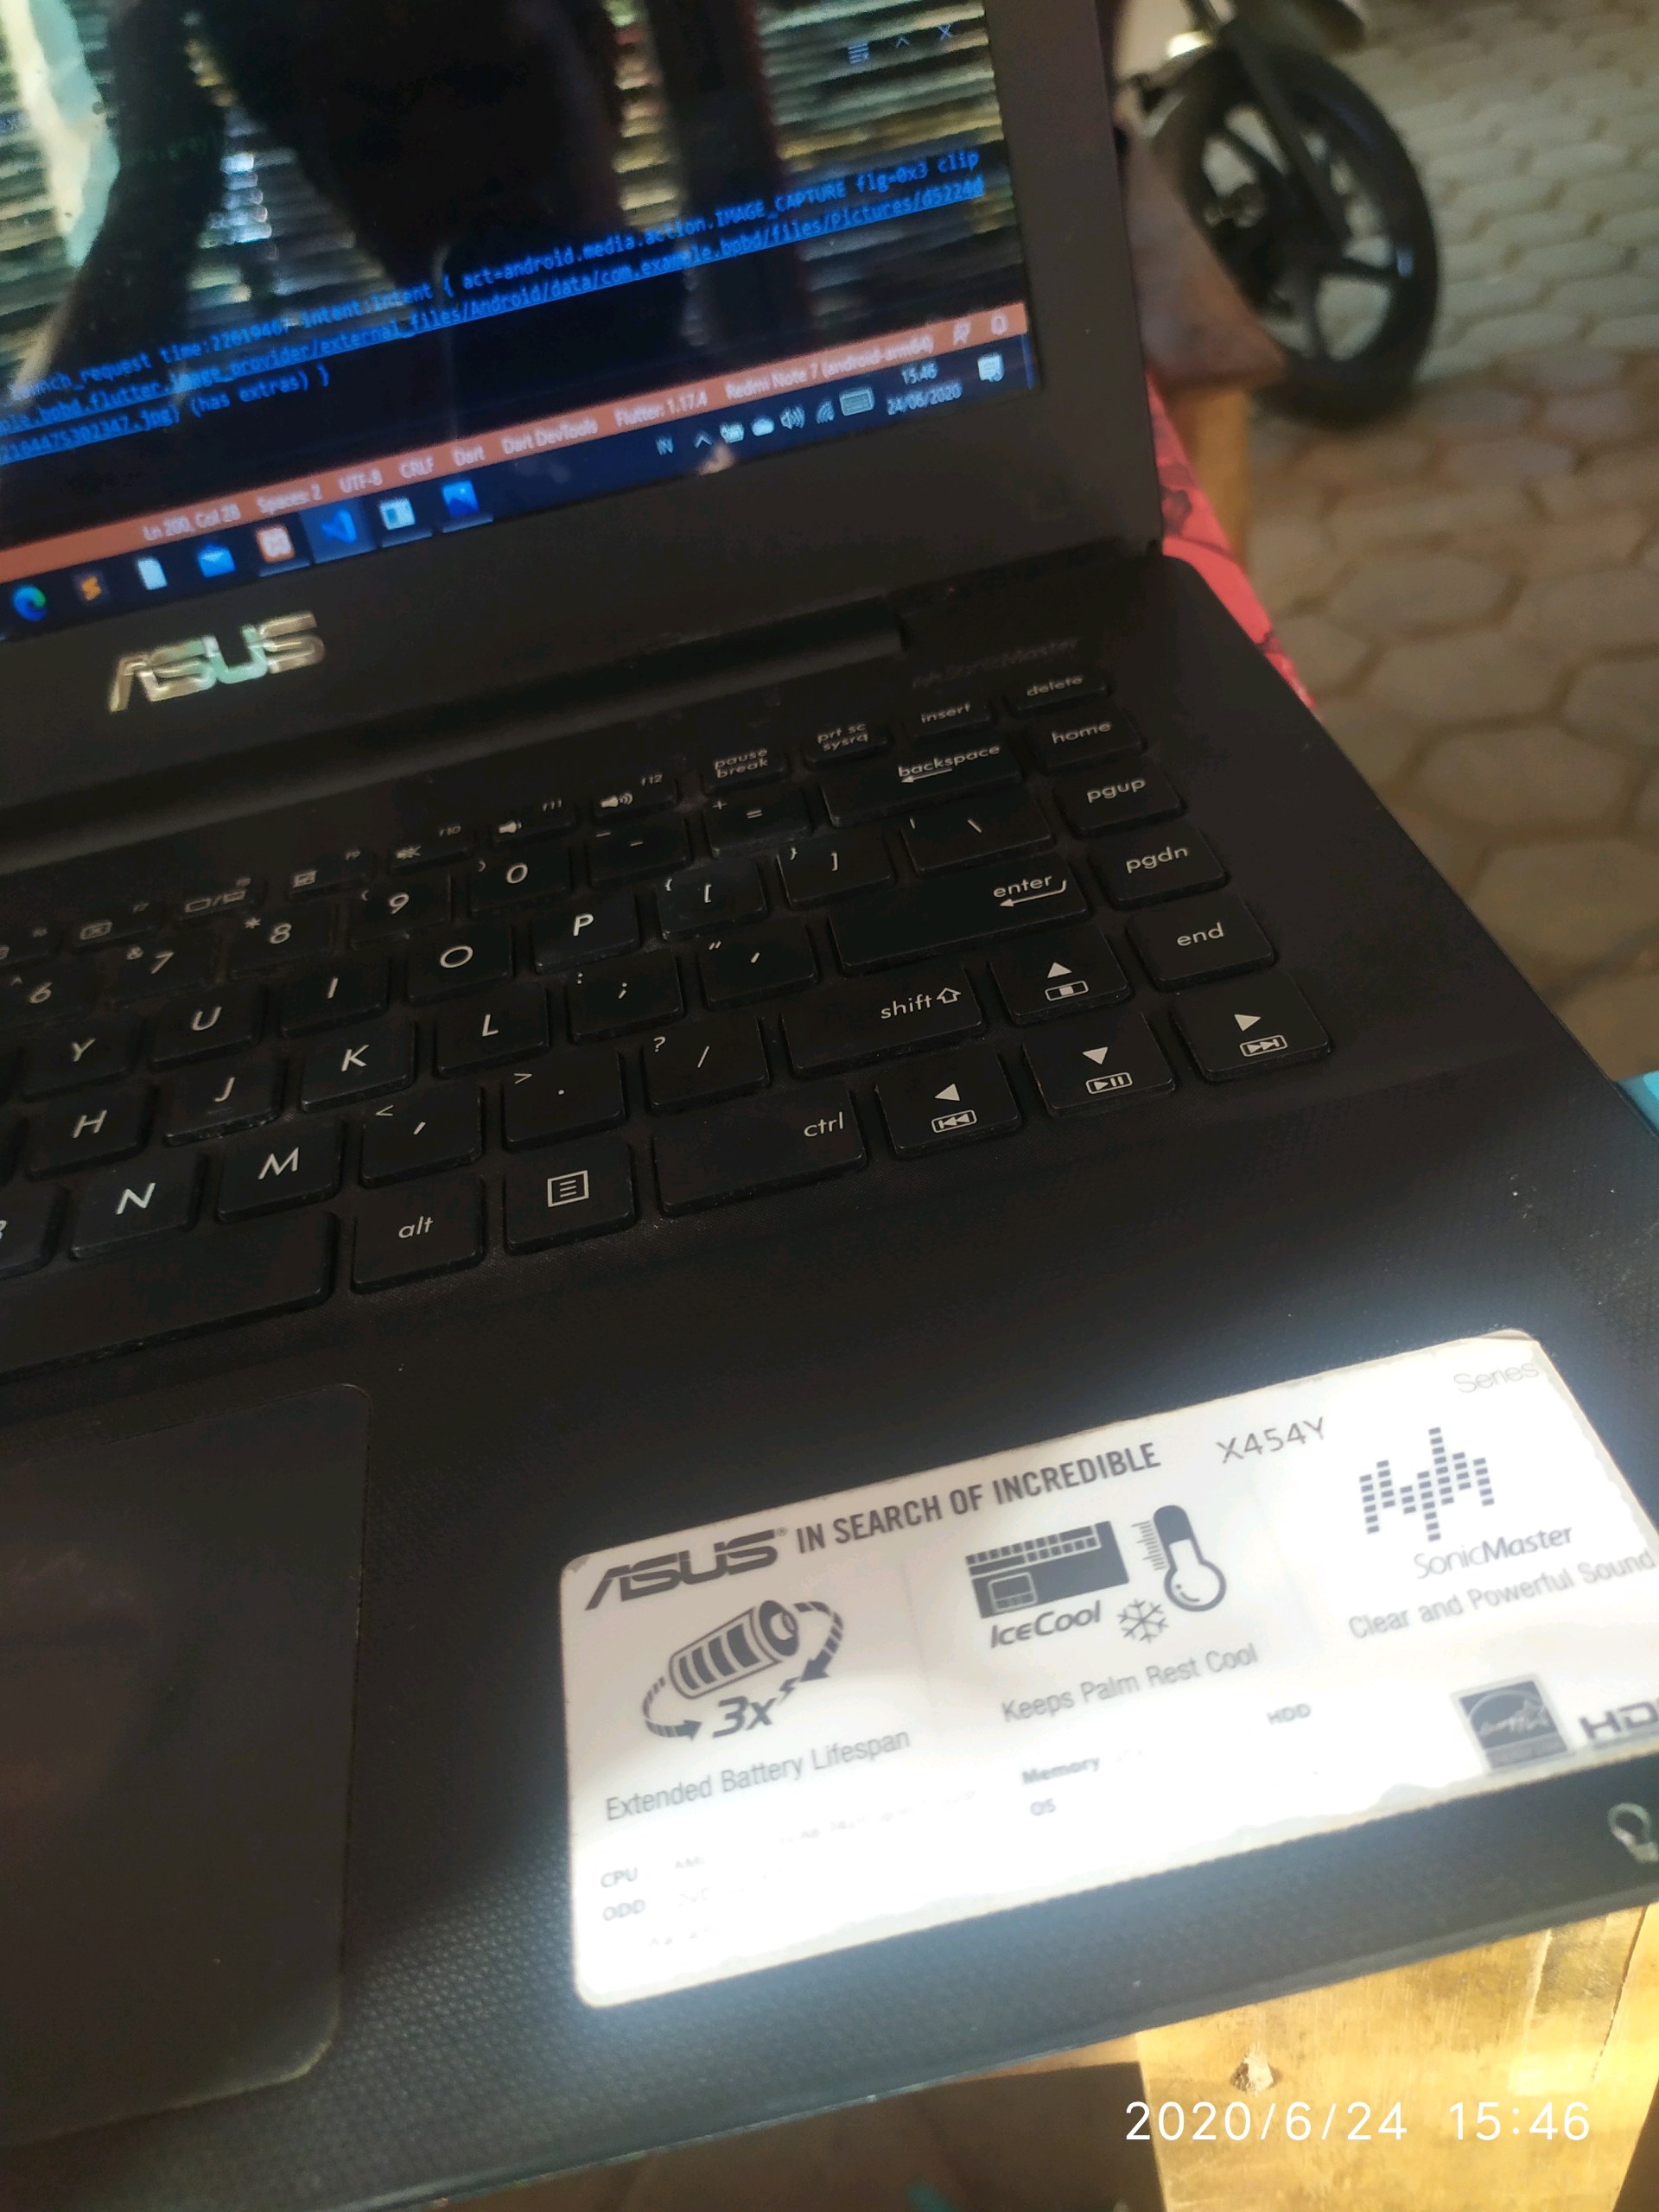 act=android.media.action.IMAGE_CAPTURE flg=0x3 clip
launch_request time:22619467 intent:Intent {
ple.bpbd.flutter.image_provider/external_files/Android/data/com.example.bpbd/files/Pictures/d5224d
2104475302347.jpg} (has extras) }
Ln 200, Col 28 Spaces: 2 UTF-8 CRLF Dart Dart DevTools Flutter: 1.17.4 Redmi Note 7 (android-arm64)
IN
15.46
24/06/2020
ASUS
SonicMaster
f10 f11 f12 pause break prt sc sysrq insert delete
^ 6 & 7 * 8 ( 9 ) 0 _ - + = backspace home
Y U I O P { [ } ] | \ pgup
H J K L : ; " ' enter pgdn
B N M < , > . ? / shift end
alt ctrl
Series
ASUS® IN SEARCH OF INCREDIBLE X454Y
IceCool
SonicMaster
3x
Extended Battery Lifespan
Keeps Palm Rest Cool
Clear and Powerful Sound
CPU
Memory
HDD
ODD
OS
2020/6/24 15:46